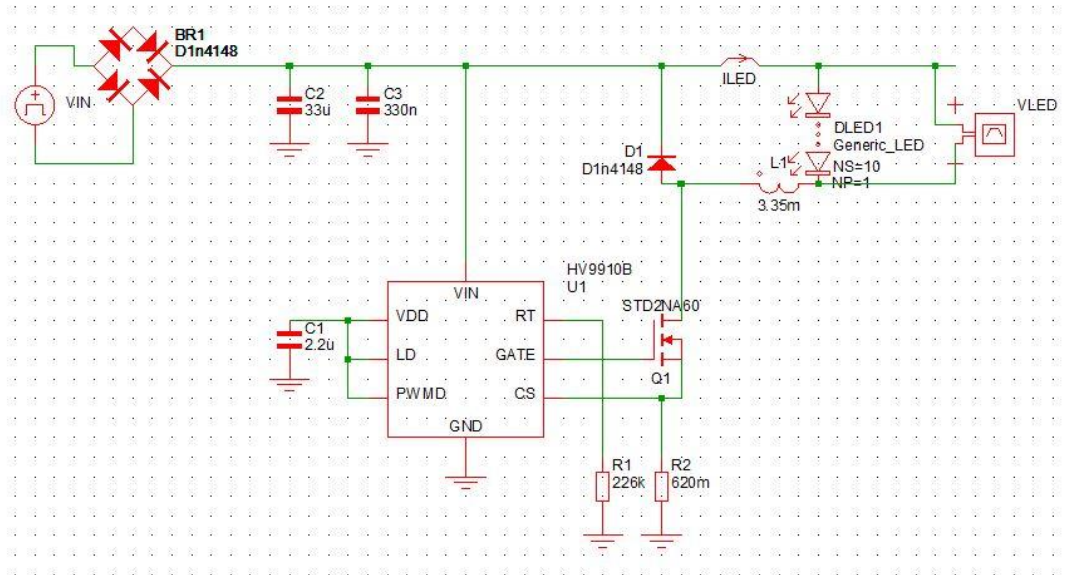 BR1
D1n4148
VIN
C2
33u
C3
330n
ILED
VLED
DLED1
Generic_LED
NS=10
NP=1
D1
D1n4148
L1
3.35m
HV9910B
U1
VIN
VDD
LD
PWMD
RT
GATE
CS
GND
C1
2.2u
STD2NA60
Q1
R1
226k
R2
620m